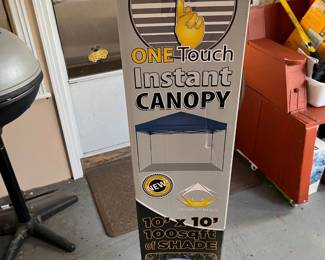 ONE Touch
Instant
CANOPY
NEW
10' x 10'
100sqft
of SHADE